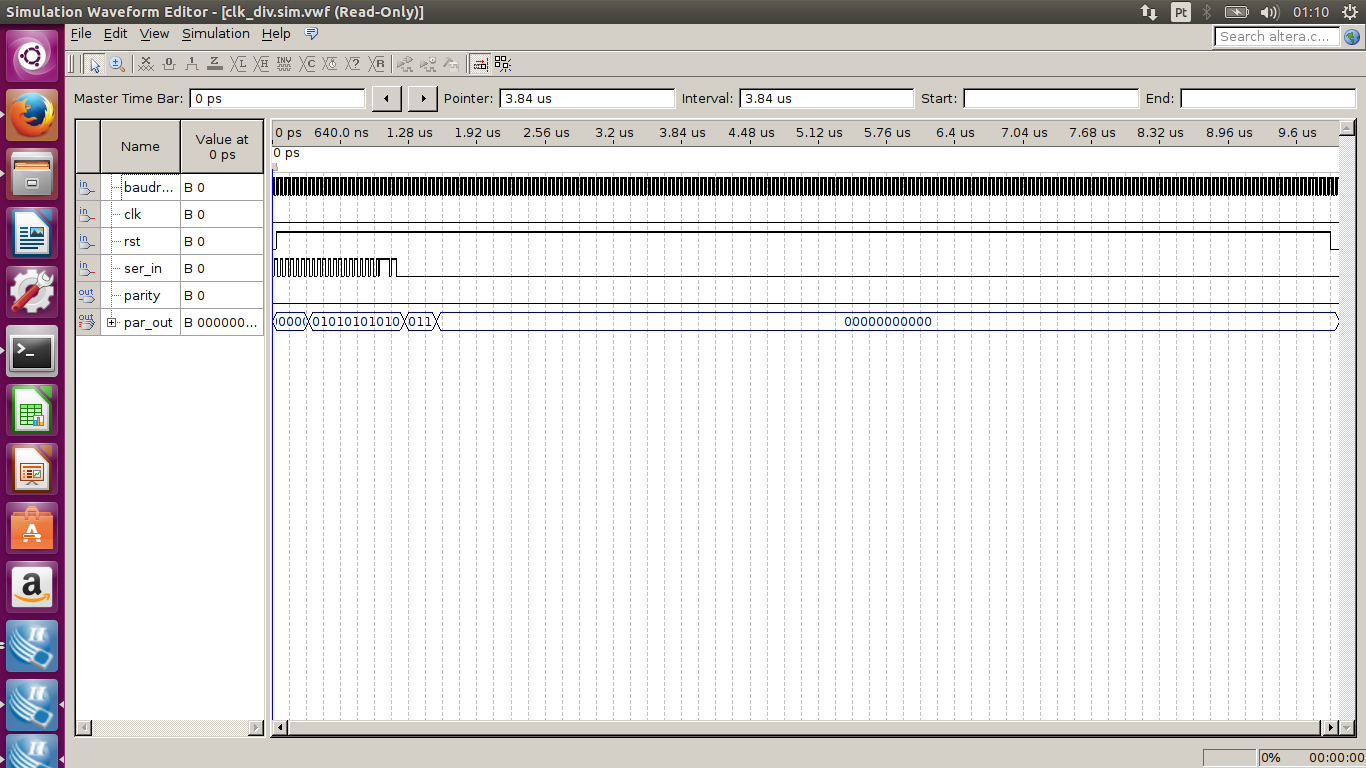 Simulation Waveform Editor - [clk_div.sim.vwf (Read-Only)]
Pt
01:10
File Edit View Simulation Help
Search altera.c...
Master Time Bar: 0 ps Pointer: 3.84 us Interval: 3.84 us Start: End:
Name
Value at
0 ps
0 ps 640.0 ns 1.28 us 1.92 us 2.56 us 3.2 us 3.84 us 4.48 us 5.12 us 5.76 us 6.4 us 7.04 us 7.68 us 8.32 us 8.96 us 9.6 us
0 ps
in baudr... B 0
in clk B 0
in rst B 0
in ser_in B 0
out parity B 0
out par_out B 000000... 01010101010 011 00000000000
0% 00:00:00